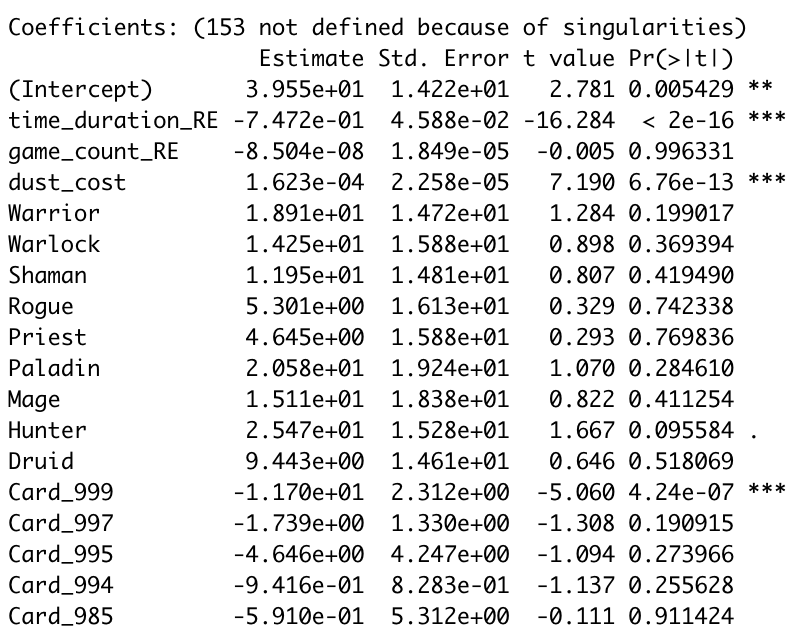 Coefficients: (153 not defined because of singularities)
Estimate Std. Error t value Pr(>|t|)
(Intercept) 3.955e+01 1.422e+01 2.781 0.005429 **
time_duration_RE -7.472e-01 4.588e-02 -16.284 < 2e-16 ***
game_count_RE -8.504e-08 1.849e-05 -0.005 0.996331
dust_cost 1.623e-04 2.258e-05 7.190 6.76e-13 ***
Warrior 1.891e+01 1.472e+01 1.284 0.199017
Warlock 1.425e+01 1.588e+01 0.898 0.369394
Shaman 1.195e+01 1.481e+01 0.807 0.419490
Rogue 5.301e+00 1.613e+01 0.329 0.742338
Priest 4.645e+00 1.588e+01 0.293 0.769836
Paladin 2.058e+01 1.924e+01 1.070 0.284610
Mage 1.511e+01 1.838e+01 0.822 0.411254
Hunter 2.547e+01 1.528e+01 1.667 0.095584 .
Druid 9.443e+00 1.461e+01 0.646 0.518069
Card_999 -1.170e+01 2.312e+00 -5.060 4.24e-07 ***
Card_997 -1.739e+00 1.330e+00 -1.308 0.190915
Card_995 -4.646e+00 4.247e+00 -1.094 0.273966
Card_994 -9.416e-01 8.283e-01 -1.137 0.255628
Card_985 -5.910e-01 5.312e+00 -0.111 0.911424